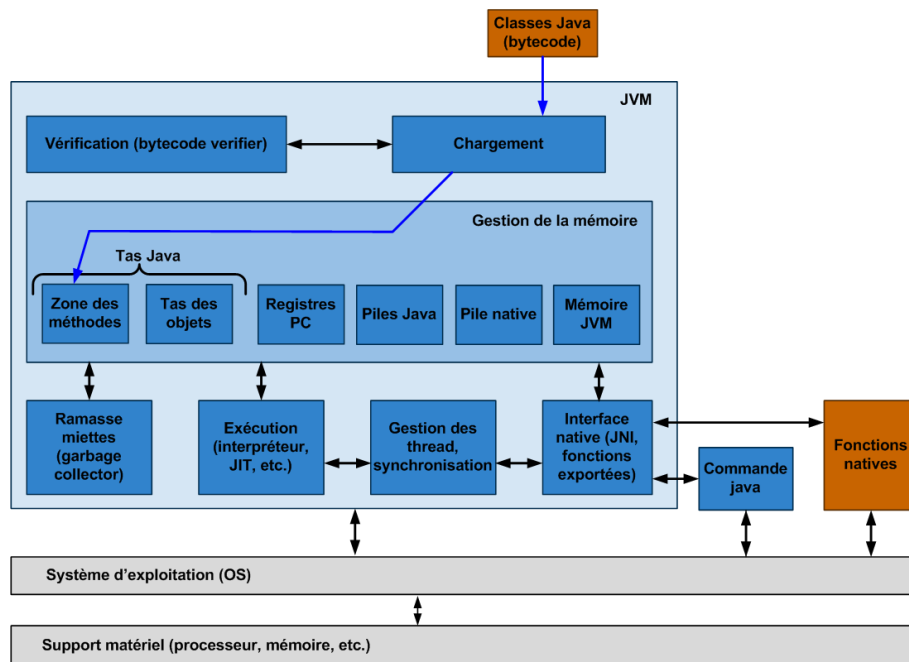 Classes Java
(bytecode)
JVM
Vérification (bytecode verifier)
Chargement
Gestion de la mémoire
Tas Java
Zone des
méthodes
Tas des
objets
Registres
PC
Piles Java
Pile native
Mémoire
JVM
Ramasse
miettes
(garbage
collector)
Exécution
(interpréteur,
JIT, etc.)
Gestion des
thread,
synchronisation
Interface
native (JNI,
fonctions
exportées)
Commande
java
Fonctions
natives
Système d'exploitation (OS)
Support matériel (processeur, mémoire, etc.)